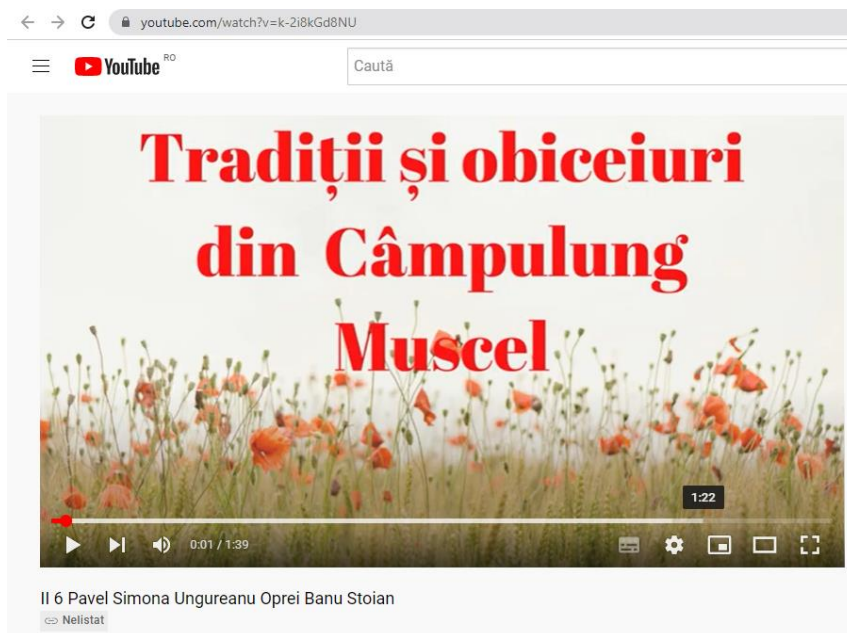 youtube.com/watch?v=k-2i8kGd8NU
YouTube RO
Caută
Tradiții și obiceiuri
din Câmpulung
Muscel
1:22
0:01 / 1:39
II 6 Pavel Simona Ungureanu Oprei Banu Stoian
Nelistat